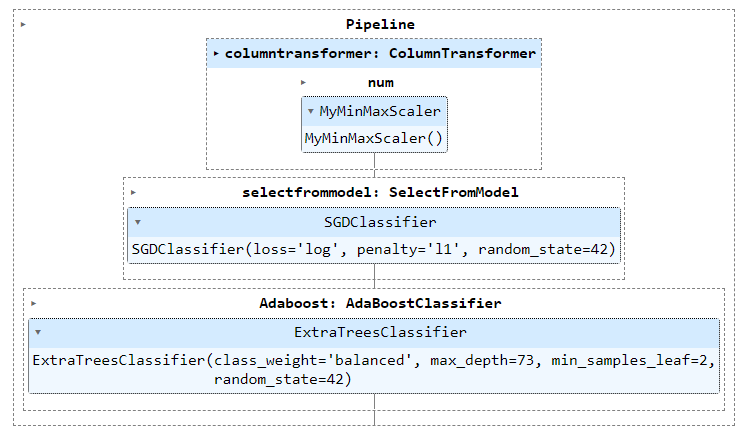 Pipeline
columntransformer: ColumnTransformer
num
MyMinMaxScaler
MyMinMaxScaler()
selectfrommodel: SelectFromModel
SGDClassifier
SGDClassifier(loss='log', penalty='l1', random_state=42)
Adaboost: AdaBoostClassifier
ExtraTreesClassifier
ExtraTreesClassifier(class_weight='balanced', max_depth=73, min_samples_leaf=2,
random_state=42)